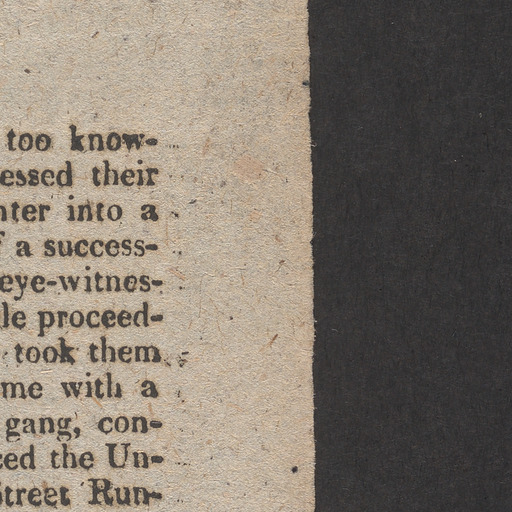 too know-
essed their
nter into a
f a success-
eye-witnes-
le proceed-
took them
me with a
gang, con-
ced the Un-
Street Run-